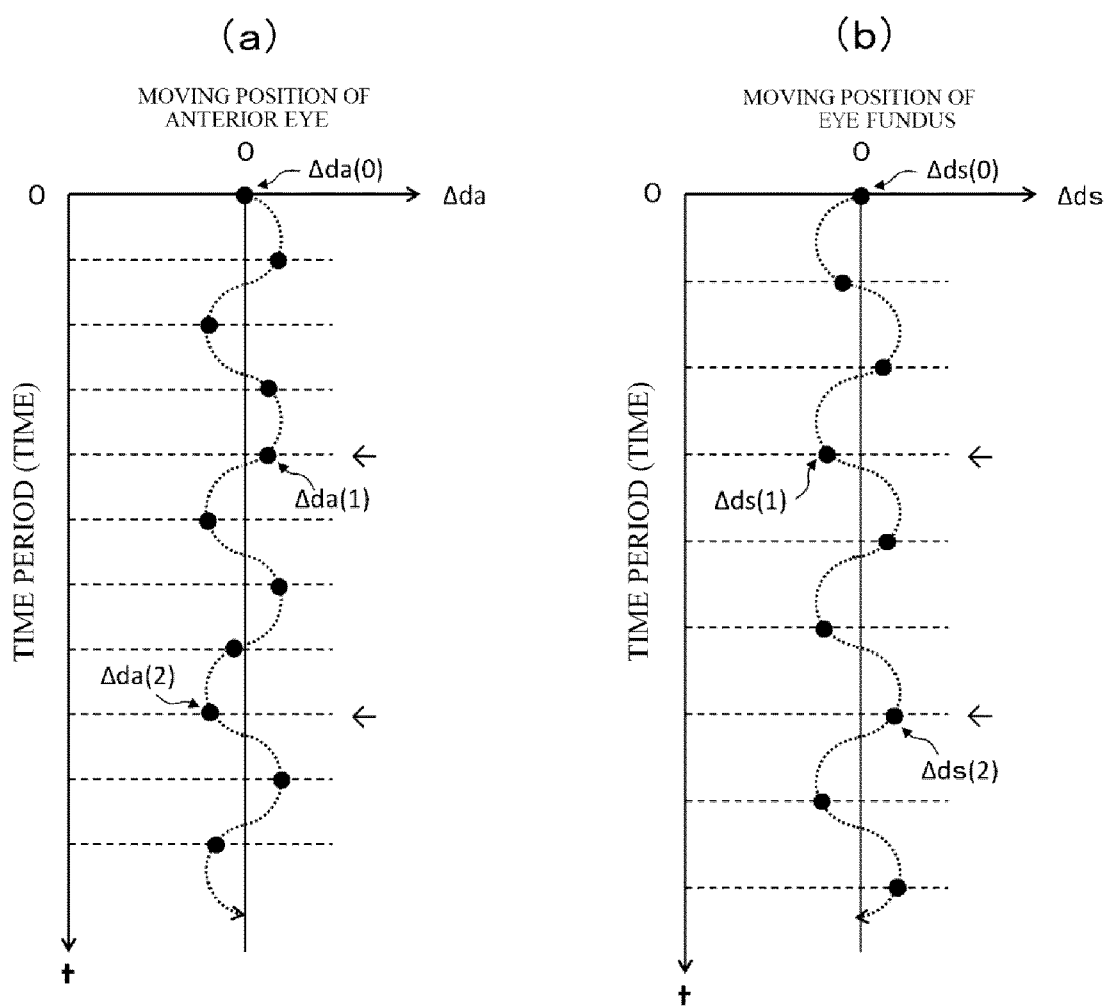 (a)
MOVING POSITION OF
ANTERIOR EYE
0
Δda(0)
0
Δda
Δda(1)
Δda(2)
TIME PERIOD (TIME)
t
(b)
MOVING POSITION OF
EYE FUNDUS
0
Δds(0)
0
Δds
Δds(1)
Δds(2)
TIME PERIOD (TIME)
t